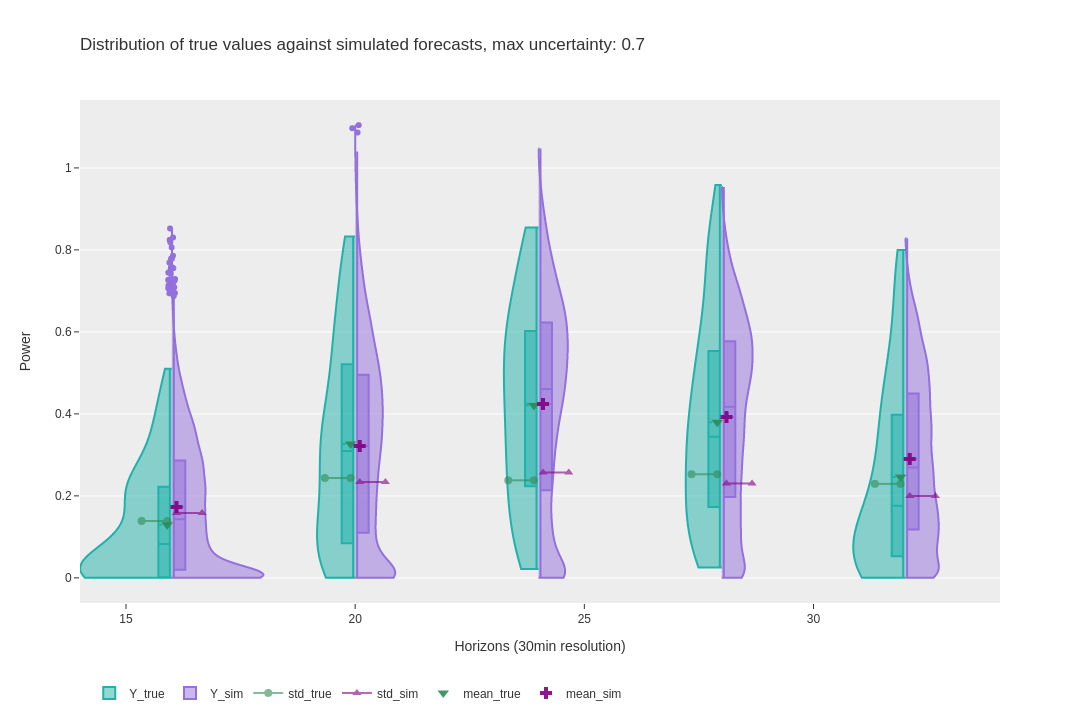 Distribution of true values against simulated forecasts, max uncertainty: 0.7
Power
1
0.8
0.6
0.4
0.2
0
15 20 25 30
Horizons (30min resolution)
Y_true Y_sim std_true std_sim mean_true mean_sim